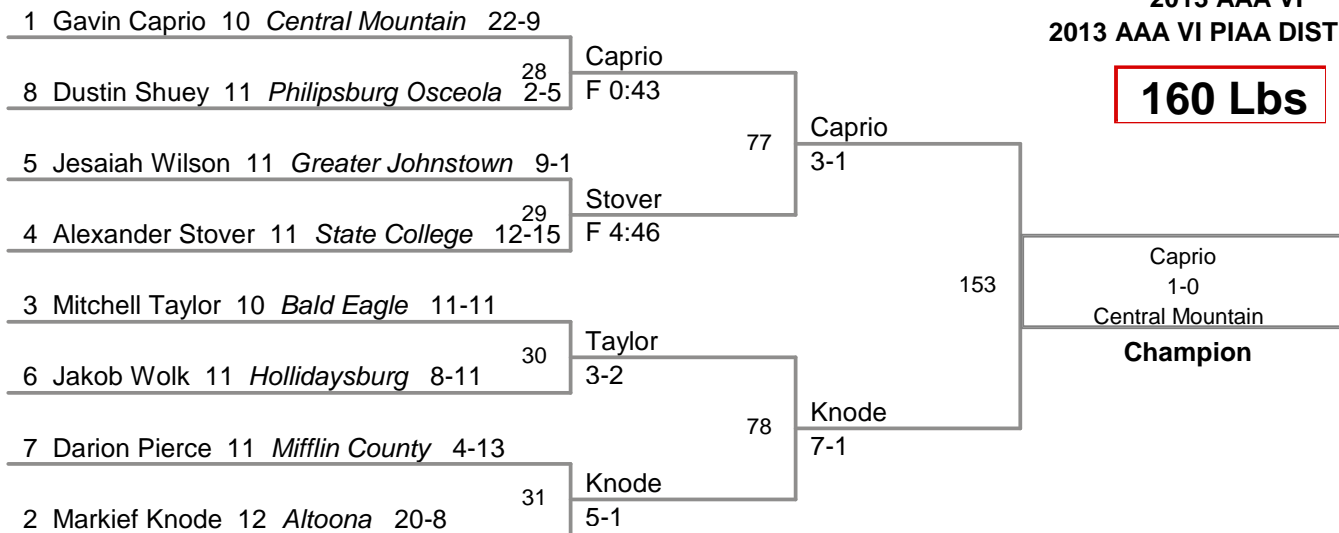 2013 AAA VI
2013 AAA VI PIAA DIST
160 Lbs
1 Gavin Caprio 10 Central Mountain 22-9
28
8 Dustin Shuey 11 Philipsburg Osceola 2-5
Caprio
F 0:43
5 Jesaiah Wilson 11 Greater Johnstown 9-1
29
4 Alexander Stover 11 State College 12-15
Stover
F 4:46
77
Caprio
3-1
3 Mitchell Taylor 10 Bald Eagle 11-11
30
6 Jakob Wolk 11 Hollidaysburg 8-11
Taylor
3-2
7 Darion Pierce 11 Mifflin County 4-13
31
2 Markief Knode 12 Altoona 20-8
Knode
5-1
78
Knode
7-1
153
Caprio
1-0
Central Mountain
Champion